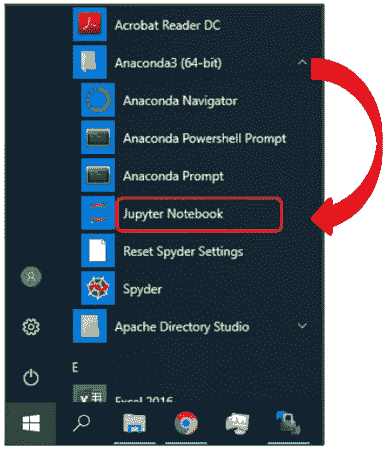 Acrobat Reader DC
Anaconda3 (64-bit)
Anaconda Navigator
Anaconda Powershell Prompt
Anaconda Prompt
Jupyter Notebook
Reset Spyder Settings
Spyder
Apache Directory Studio
E
Excel 2016